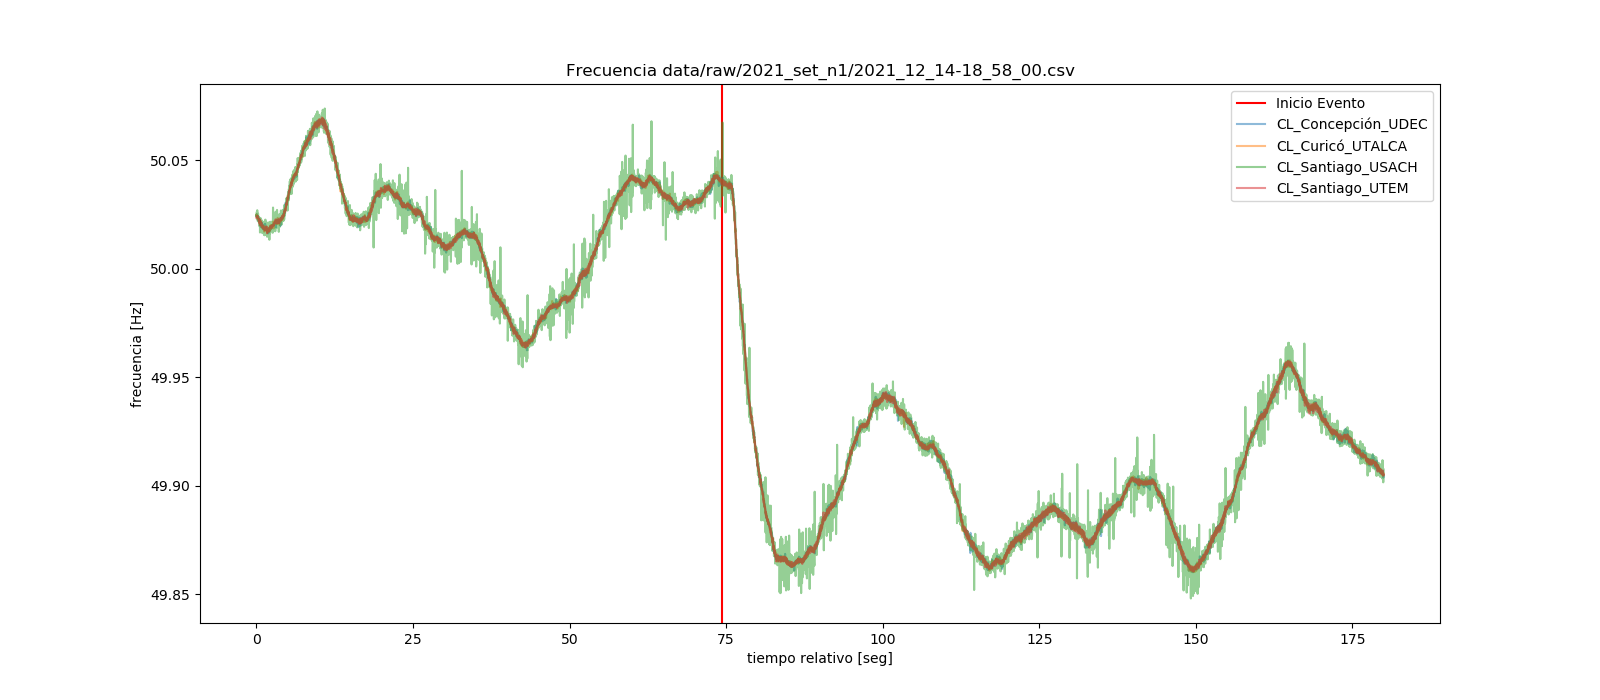 Frecuencia data/raw/2021_set_n1/2021_12_14-18_58_00.csv
Inicio Evento
CL_Concepción_UDEC
CL_Curicó_UTALCA
CL_Santiago_USACH
CL_Santiago_UTEM
frecuencia [Hz]
50.05
50.00
49.95
49.90
49.85
0 25 50 75 100 125 150 175
tiempo relativo [seg]